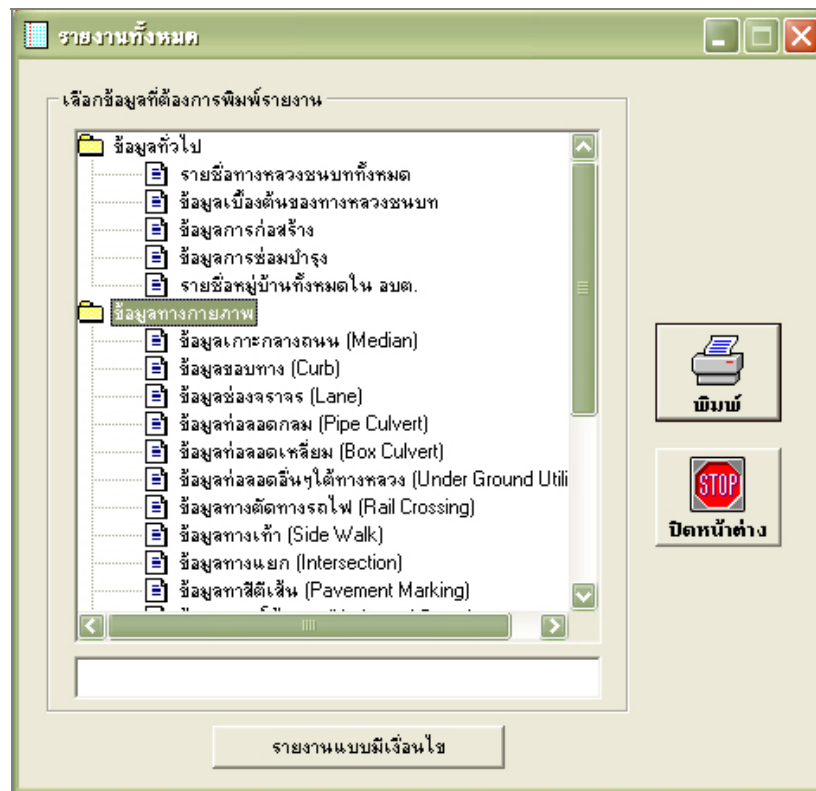 รายงานทั้งหมด
เลือกข้อมูลที่ต้องการพิมพ์รายงาน
ข้อมูลทั่วไป
รายชื่อทางหลวงชนบททั้งหมด
ข้อมูลเบื้องต้นของทางหลวงชนบท
ข้อมูลการก่อสร้าง
ข้อมูลการซ่อมบำรุง
รายชื่อหมู่บ้านทั้งหมดใน อบต.
ข้อมูลทางกายภาพ
ข้อมูลเกาะกลางถนน (Median)
ข้อมูลขอบทาง (Curb)
ข้อมูลช่องจราจร (Lane)
ข้อมูลท่อลอดกลม (Pipe Culvert)
ข้อมูลท่อลอดเหลี่ยม (Box Culvert)
ข้อมูลท่อลอดอื่นๆใต้ทางหลวง (Under Ground Utili
ข้อมูลทางตัดทางรถไฟ (Rail Crossing)
ข้อมูลทางเท้า (Side Walk)
ข้อมูลทางแยก (Intersection)
ข้อมูลทาสีตีเส้น (Pavement Marking)
พิมพ์
STOP
ปิดหน้าต่าง
รายงานแบบมีเงื่อนไข